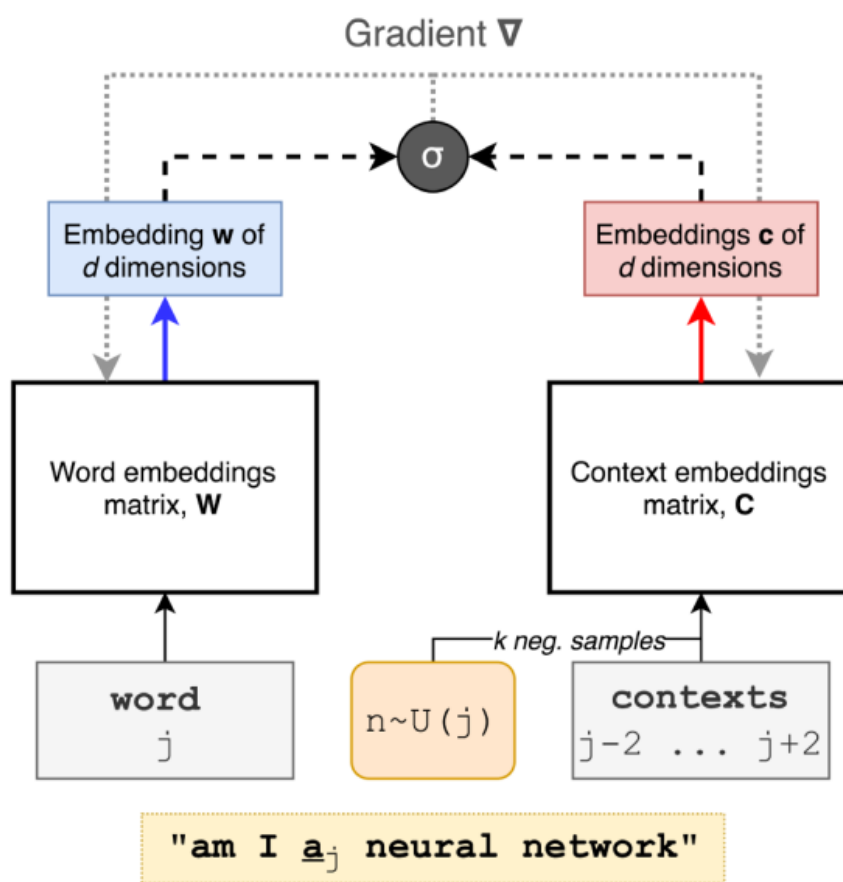 Gradient ∇
σ
Embedding w of
d dimensions
Embeddings c of
d dimensions
Word embeddings
matrix, W
Context embeddings
matrix, C
k neg. samples
word
j
n~U(j)
contexts
j-2 ... j+2
"am I a_j neural network"